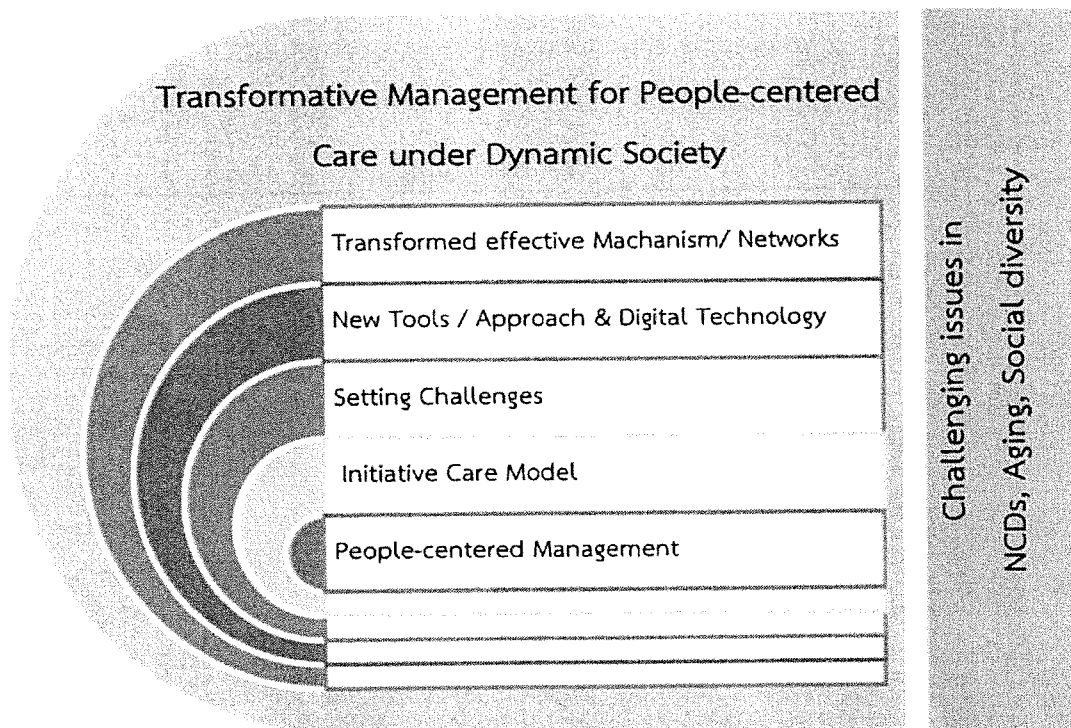 Transformative Management for People-centered
Care under Dynamic Society
Transformed effective Machanism/ Networks
New Tools / Approach & Digital Technology
Setting Challenges
Initiative Care Model
People-centered Management
Challenging issues in
NCDs, Aging, Social diversity